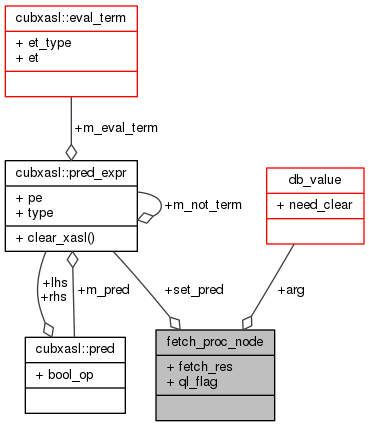 cubxasl::eval_term
+ et_type
+ et
+m_eval_term
cubxasl::pred_expr
+ pe
+ type
+ clear_xasl()
+m_not_term
db_value
+ need_clear
+lhs
+rhs
+m_pred
+set_pred
+arg
cubxasl::pred
+ bool_op
fetch_proc_node
+ fetch_res
+ ql_flag